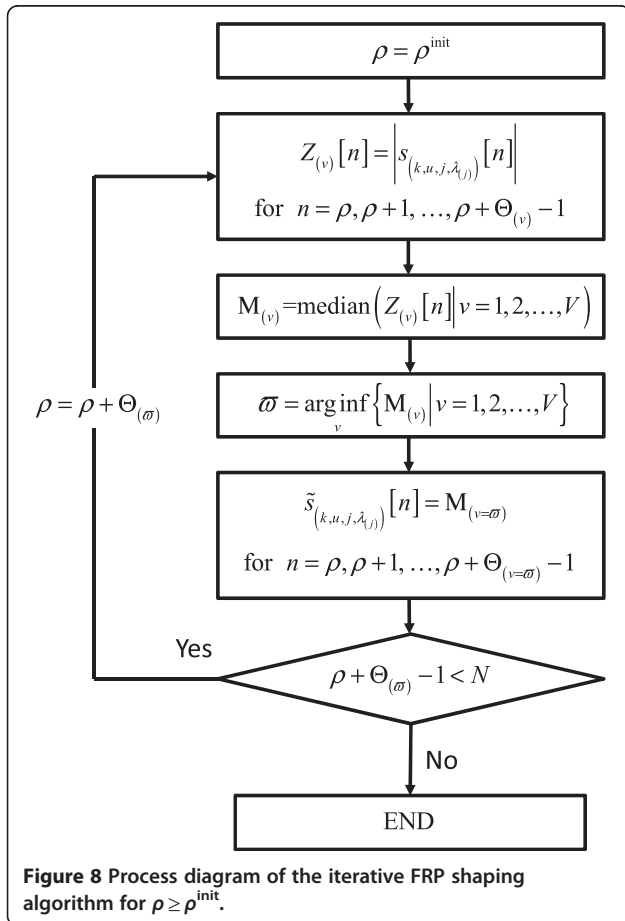 ρ = ρ^init
Z_(v)[n] = |s_(k,u,j,λ_(j))[n]|
for n = ρ, ρ+1, …, ρ+Θ_(v) −1
M_(v)=median(Z_(v)[n]|v = 1,2,…,V)
ϖ = arg inf_v {M_(v)|v = 1,2,…,V}
s̃_(k,u,j,λ_(j))[n] = M_(v=ϖ)
for n = ρ, ρ+1, …, ρ+Θ_(v=ϖ) −1
ρ+Θ_(ϖ) −1 < N
Yes
ρ = ρ+Θ_(ϖ)
No
END
Figure 8 Process diagram of the iterative FRP shaping
algorithm for ρ ≥ ρ^init.